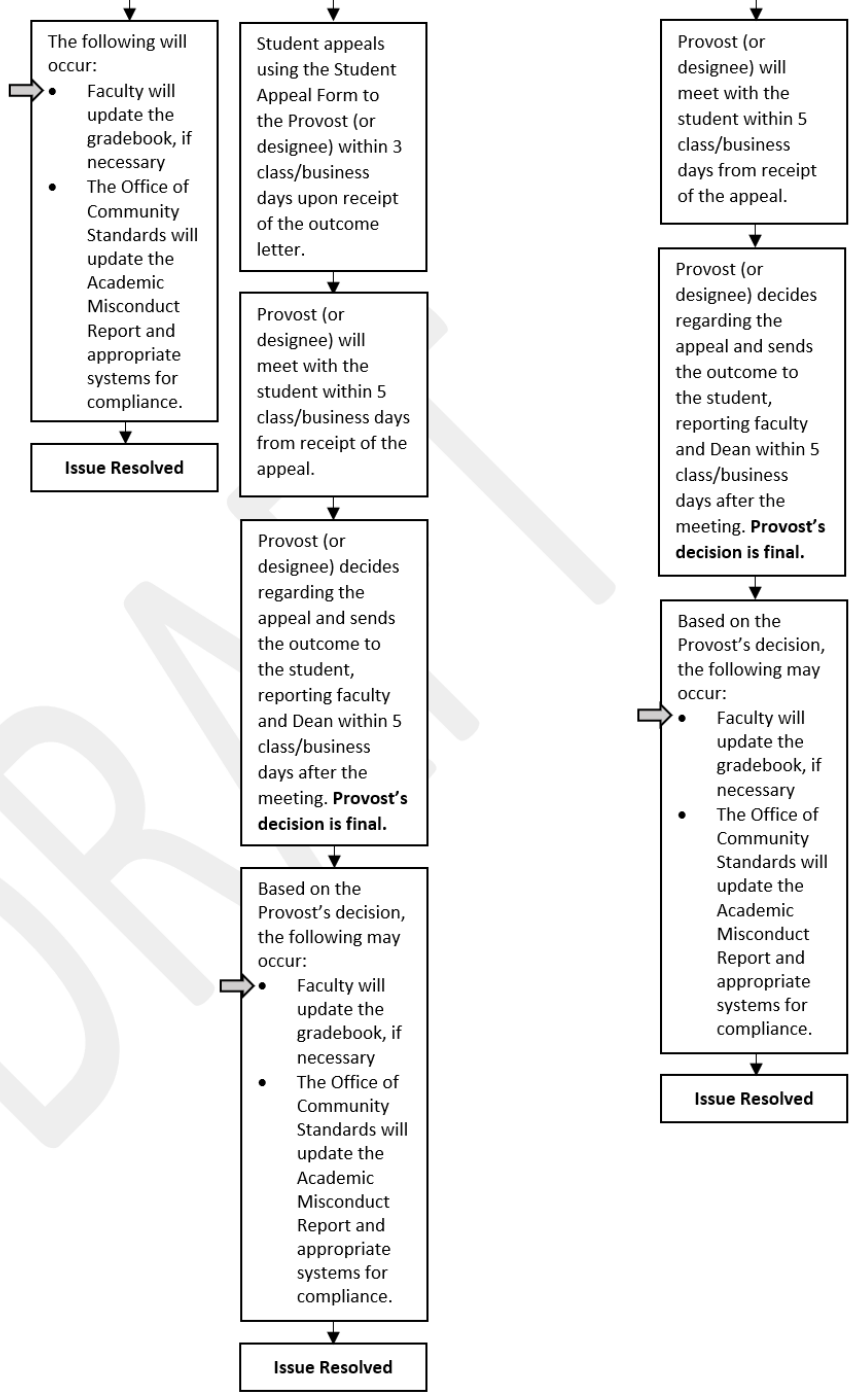 The following will
occur:
• Faculty will
update the
gradebook, if
necessary
• The Office of
Community
Standards will
update the
Academic
Misconduct
Report and
appropriate
systems for
compliance.
Issue Resolved
Student appeals
using the Student
Appeal Form to
the Provost (or
designee) within 3
class/business
days upon receipt
of the outcome
letter.
Provost (or
designee) will
meet with the
student within 5
class/business days
from receipt of the
appeal.
Provost (or
designee) decides
regarding the
appeal and sends
the outcome to
the student,
reporting faculty
and Dean within 5
class/business
days after the
meeting. Provost’s
decision is final.
Based on the
Provost’s decision,
the following may
occur:
• Faculty will
update the
gradebook, if
necessary
• The Office of
Community
Standards will
update the
Academic
Misconduct
Report and
appropriate
systems for
compliance.
Issue Resolved
Provost (or
designee) will
meet with the
student within 5
class/business
days from receipt
of the appeal.
Provost (or
designee) decides
regarding the
appeal and sends
the outcome to
the student,
reporting faculty
and Dean within 5
class/business
days after the
meeting. Provost’s
decision is final.
Based on the
Provost’s decision,
the following may
occur:
• Faculty will
update the
gradebook, if
necessary
• The Office of
Community
Standards will
update the
Academic
Misconduct
Report and
appropriate
systems for
compliance.
Issue Resolved
DRAFT